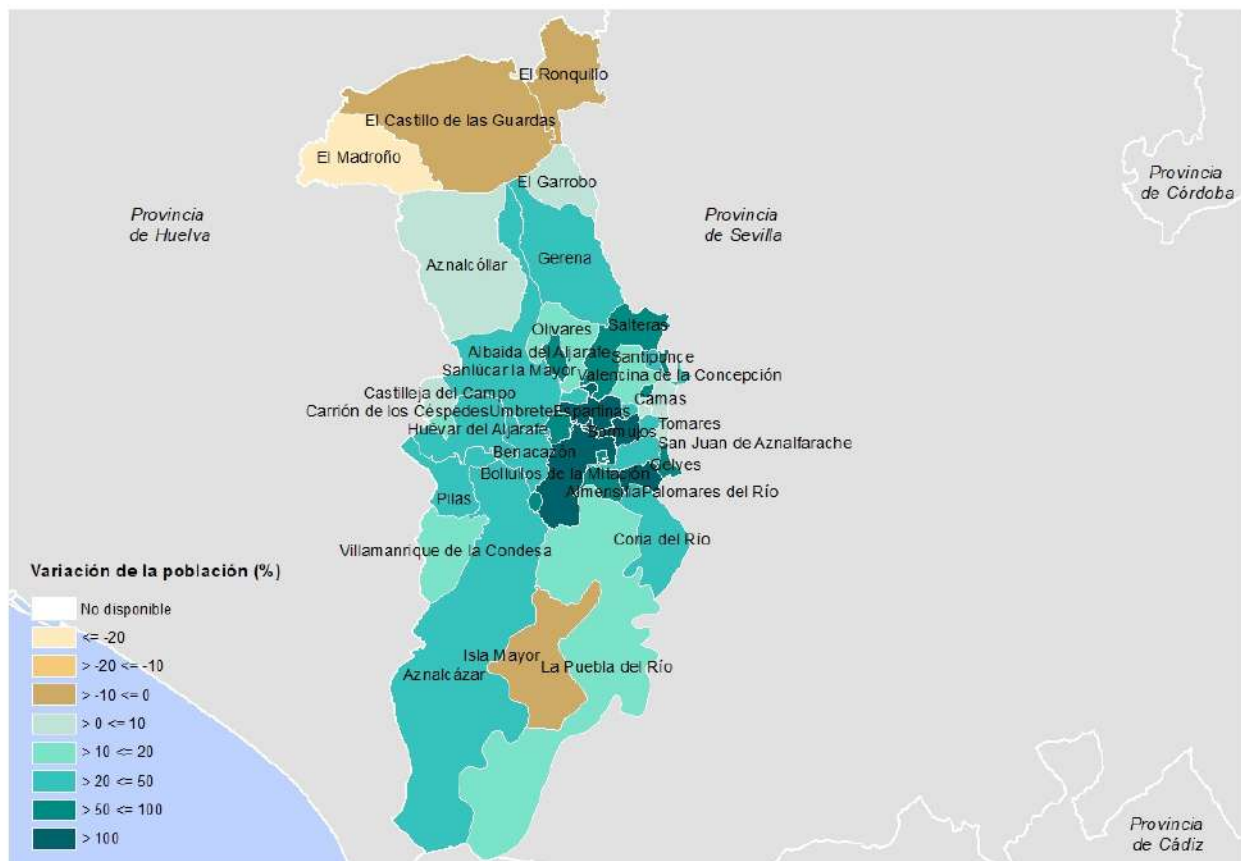 El Ronquillo
El Castillo de las Guardas
El Madroño
El Garrobo
Provincia
de Córdoba
Provincia
de Huelva
Provincia
de Sevilla
Aznalcóllar
Gerena
Olivares
Salteras
Albaida del Aljarafe
Santiponce
Sanlúcar la Mayor
Valencina de la Concepción
Castilleja del Campo
Camas
Carrión de los Céspedes
Umbrete
Espartinas
Tomares
Huévar del Aljarafe
Bormujos
San Juan de Aznalfarache
Benacazón
Gelves
Bollullos de la Mitación
Pilas
Almensilla
Palomares del Río
Coria del Río
Villamanrique de la Condesa
Isla Mayor
La Puebla del Río
Aznalcázar
Variación de la población (%)
No disponible
<= -20
> -20 <= -10
> -10 <= 0
> 0 <= 10
> 10 <= 20
> 20 <= 50
> 50 <= 100
> 100
Provincia
de Cádiz